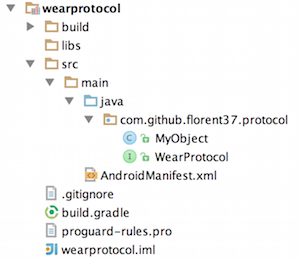 wearprotocol
build
libs
src
main
java
com.github.florent37.protocol
MyObject
WearProtocol
AndroidManifest.xml
.gitignore
build.gradle
proguard-rules.pro
wearprotocol.iml